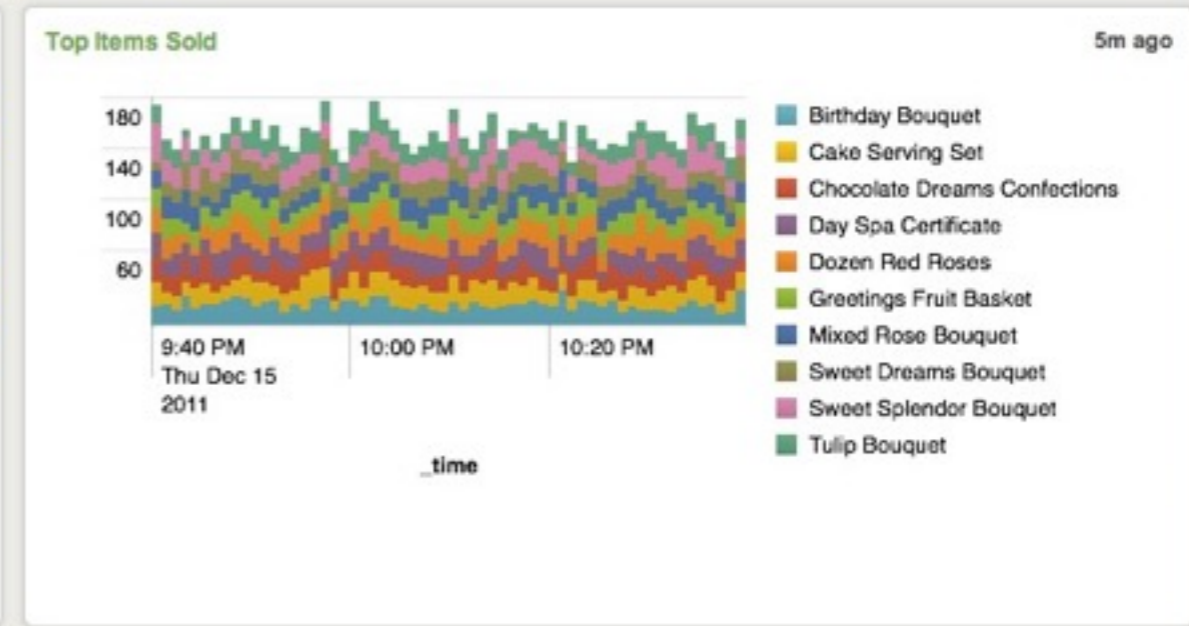 Top Items Sold
5m ago
180
140
100
60
9:40 PM
Thu Dec 15
2011
10:00 PM
10:20 PM
_time
Birthday Bouquet
Cake Serving Set
Chocolate Dreams Confections
Day Spa Certificate
Dozen Red Roses
Greetings Fruit Basket
Mixed Rose Bouquet
Sweet Dreams Bouquet
Sweet Splendor Bouquet
Tulip Bouquet